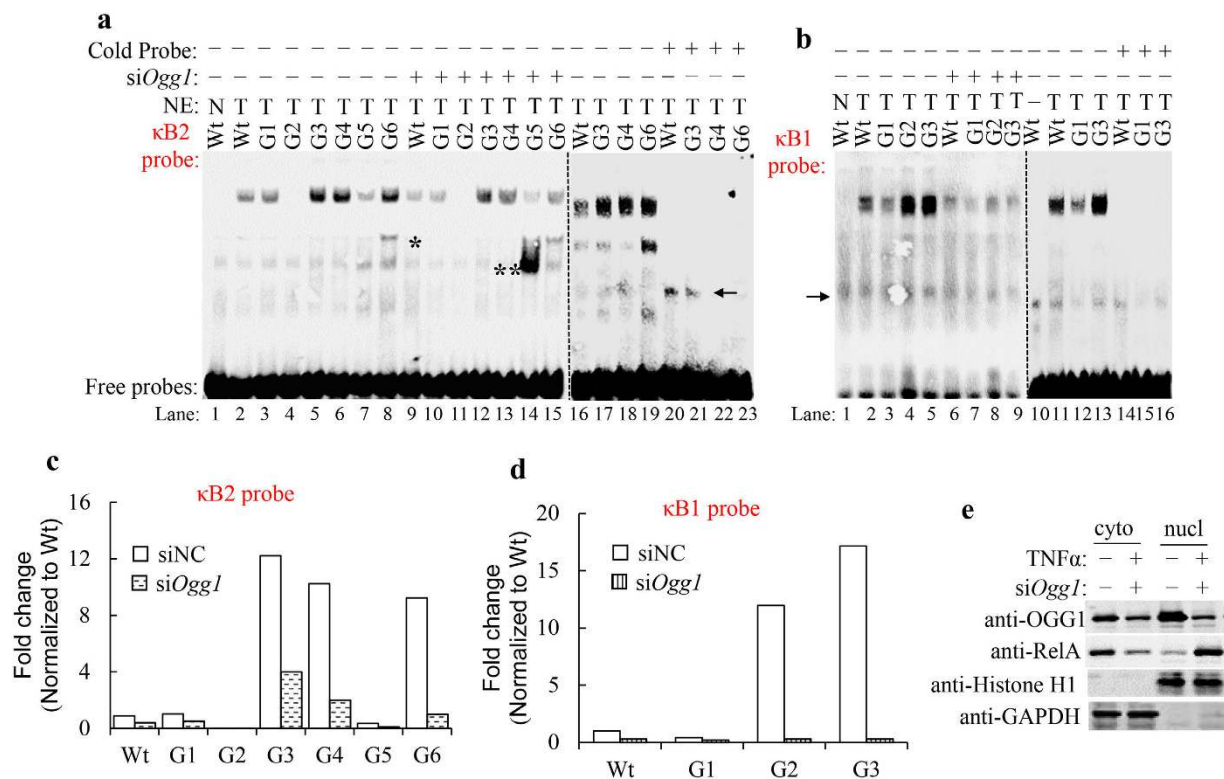 a
Cold Probe: – – – – – – – – – – – – – – – – – – – + + + +
siOgg1: – – – – – – – – + + + + + + + – – – – – – – –
NE: N T T T T T T T T T T T T T T T T T T T T T T
κB2 probe: Wt Wt G1 G2 G3 G4 G5 G6 Wt G1 G2 G3 G4 G5 G6 Wt G3 G4 G6 Wt G3 G4 G6
*
**
Free probes:
Lane: 1 2 3 4 5 6 7 8 9 10 11 12 13 14 15 16 17 18 19 20 21 22 23
b
– – – – – – – – – – – – – + + +
– – – – – + + + + – – – – – – –
N T T T T T T T T – T T T T T T
κB1 probe: Wt Wt G1 G2 G3 Wt G1 G2 G3 Wt Wt G1 G3 Wt G1 G3
Lane: 1 2 3 4 5 6 7 8 9 10 11 12 13 14 15 16
c
κB2 probe
Fold change
(Normalized to Wt)
16
12
8
4
0
siNC
siOgg1
Wt G1 G2 G3 G4 G5 G6
d
κB1 probe
Fold change
(Normalized to Wt)
20
15
10
5
0
siNC
siOgg1
Wt G1 G2 G3
e
cyto nucl
TNFα: – + – +
siOgg1: – + – +
anti-OGG1
anti-RelA
anti-Histone H1
anti-GAPDH